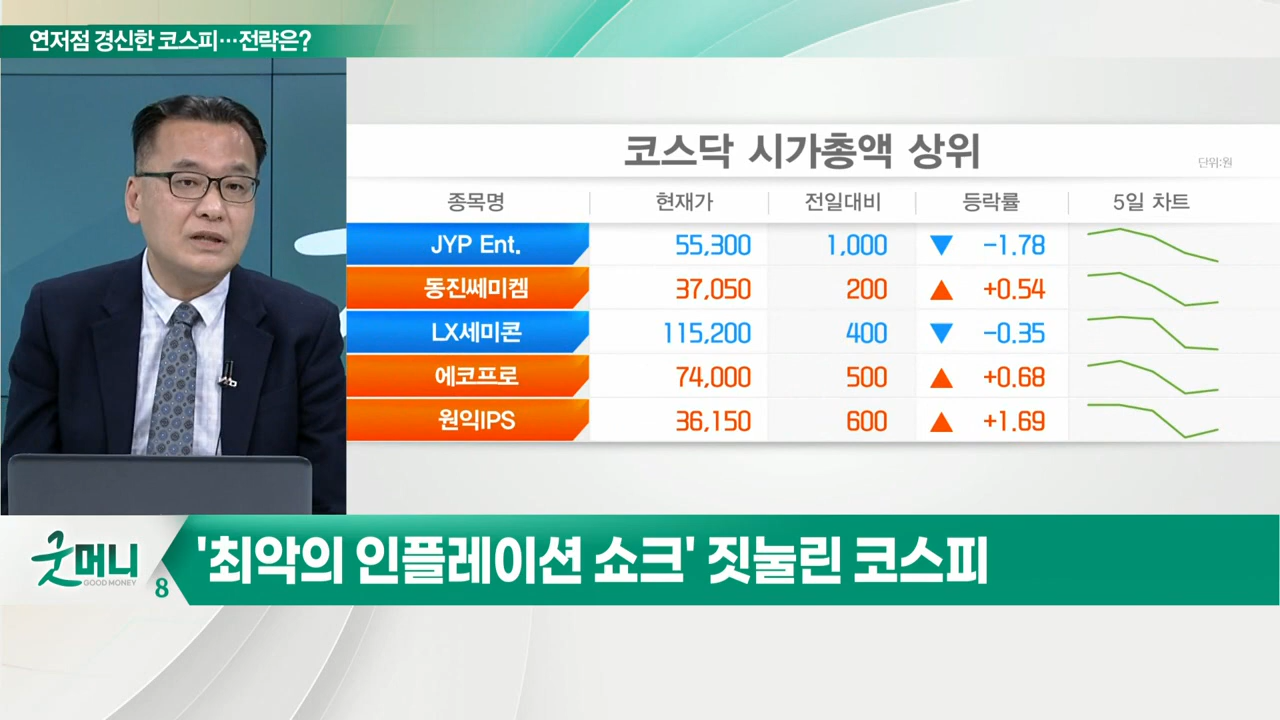 연저점 경신한 코스피…전략은?
코스닥 시가총액 상위
단위:원
종목명 현재가 전일대비 등락률 5일 차트
JYP Ent. 55,300 1,000 ▼ -1.78
동진쎄미켐 37,050 200 ▲ +0.54
LX세미콘 115,200 400 ▼ -0.35
에코프로 74,000 500 ▲ +0.68
원익IPS 36,150 600 ▲ +1.69
굿머니
GOOD MONEY
8
'최악의 인플레이션 쇼크' 짓눌린 코스피